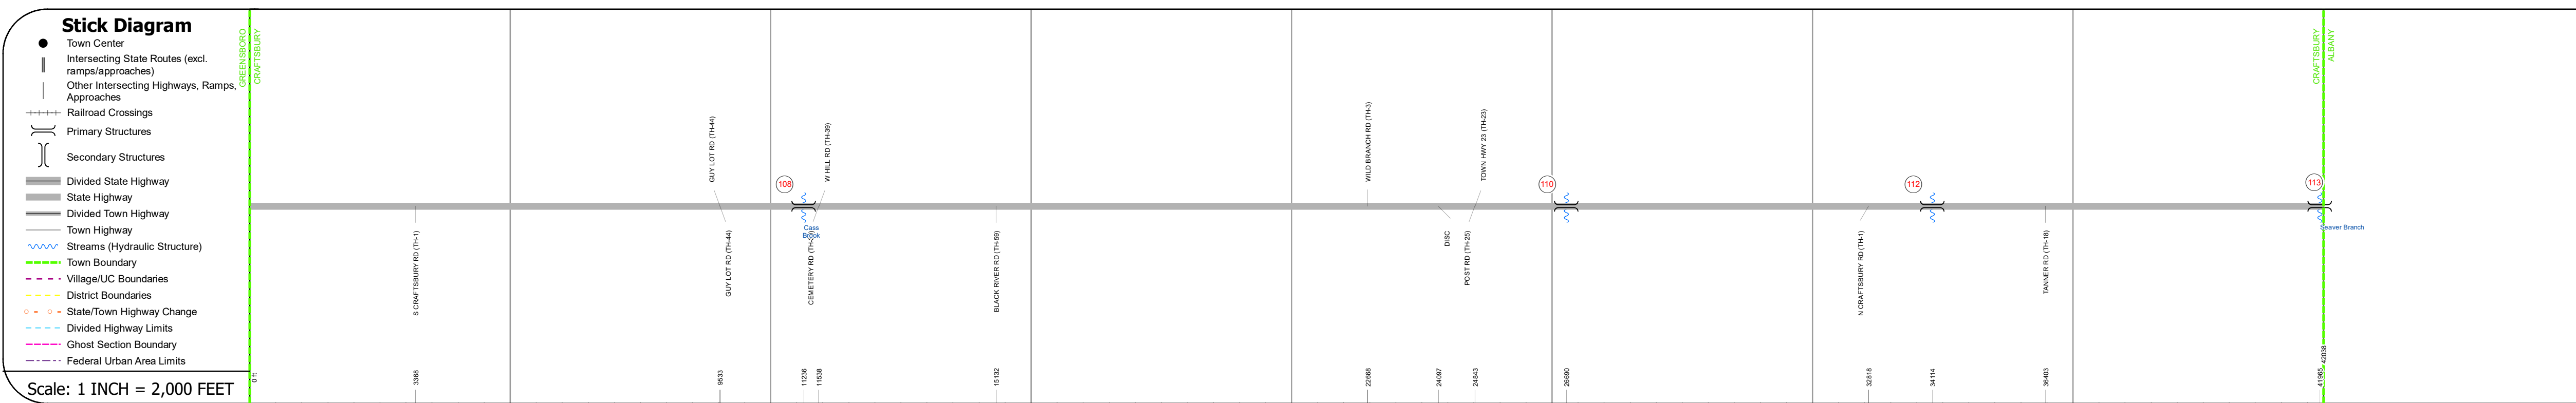 Stick Diagram
Town Center
Intersecting State Routes (excl.
ramps/approaches)
Other Intersecting Highways, Ramps,
Approaches
Railroad Crossings
Primary Structures
Secondary Structures
Divided State Highway
State Highway
Divided Town Highway
Town Highway
Streams (Hydraulic Structure)
Town Boundary
Village/UC Boundaries
District Boundaries
State/Town Highway Change
Divided Highway Limits
Ghost Section Boundary
Federal Urban Area Limits
Scale: 1 INCH = 2,000 FEET
GREENSBORO
CRAFTSBURY
CRAFTSBURY
ALBANY
GUY LOT RD (TH-44)
W HILL RD (TH-39)
WILD BRANCH RD (TH-3)
TOWN HWY 23 (TH-23)
108
110
112
113
Cass
Brook
Seaver Branch
S CRAFTSBURY RD (TH-1)
GUY LOT RD (TH-44)
CEMETERY RD (TH-
BLACK RIVER RD (TH-59)
DISC
POST RD (TH-25)
N CRAFTSBURY RD (TH-1)
TANNER RD (TH-18)
0 ft
3368
9533
11236
11538
15132
22668
24097
24843
26690
32818
34114
36403
41965
42038